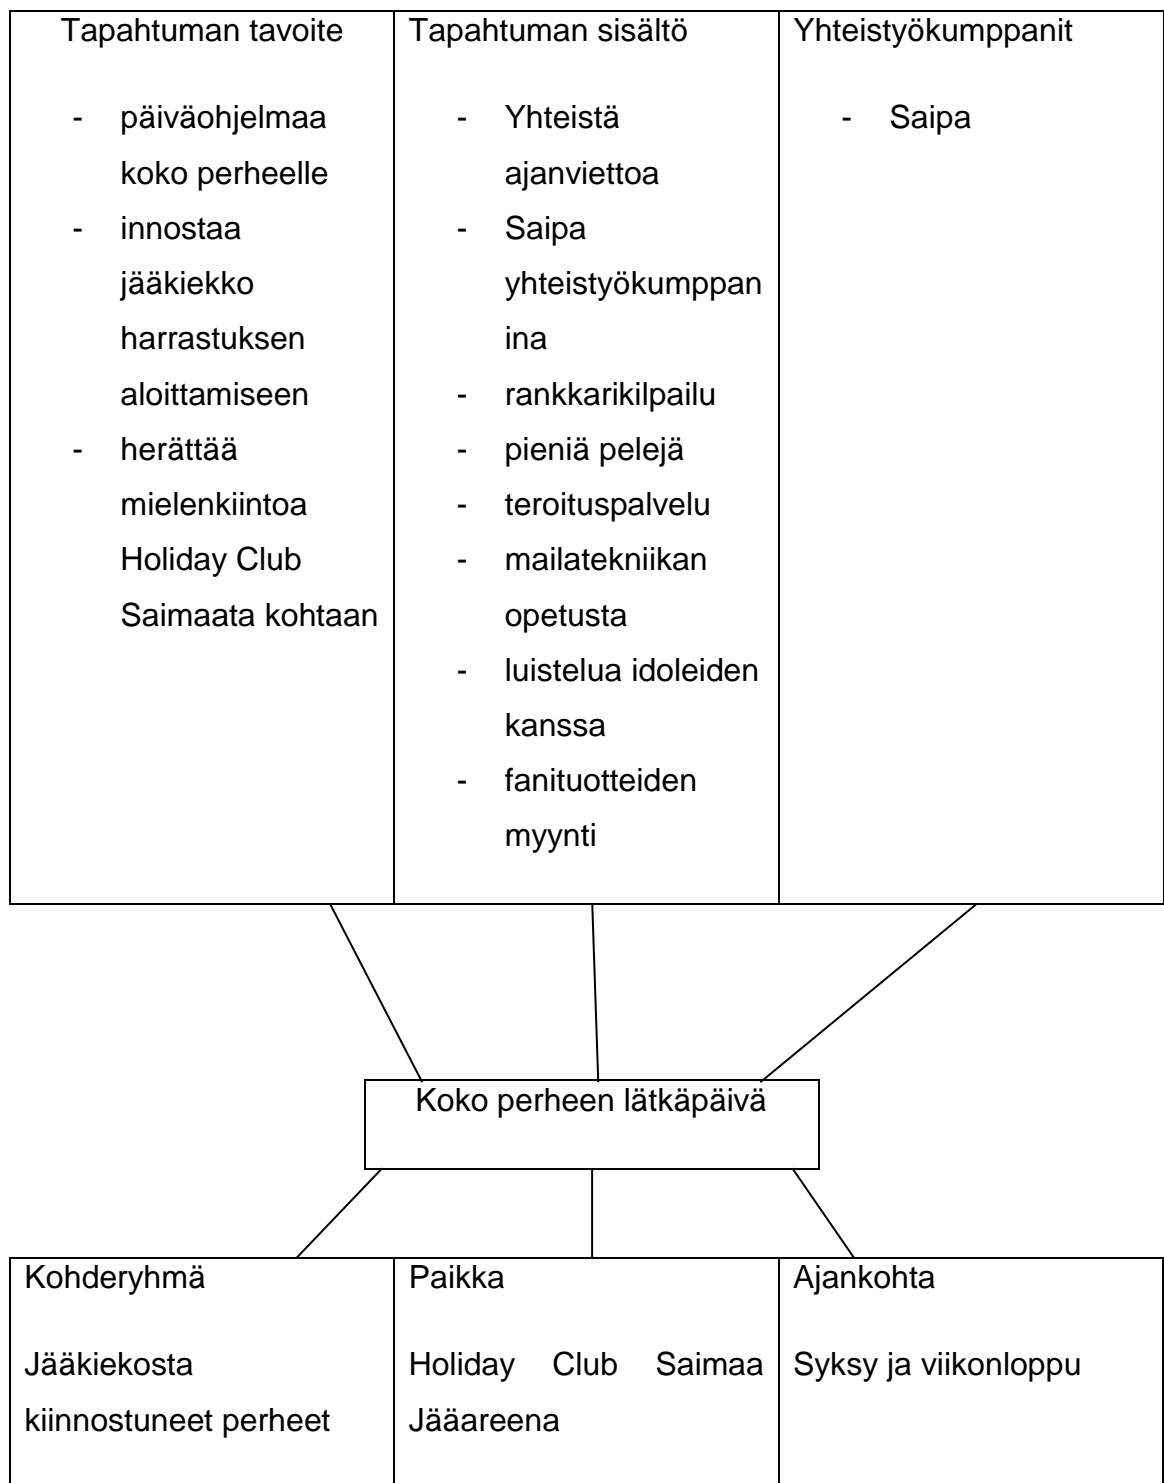 Tapahtuman tavoite
- päiväohjelmaa
koko perheelle
- innostaa
jääkiekko
harrastuksen
aloittamiseen
- herättää
mielenkiintoa
Holiday Club
Saimaata kohtaan
Tapahtuman sisältö
- Yhteistä
ajanviettoa
- Saipa
yhteistyökumppan
ina
- rankkarikilpailu
- pieniä pelejä
- teroituspalvelu
- mailatekniikan
opetusta
- luistelua idoleiden
kanssa
- fanituotteiden
myynti
Yhteistyökumppanit
- Saipa
Koko perheen lätkäpäivä
Kohderyhmä
Jääkiekosta
kiinnostuneet perheet
Paikka
Holiday Club Saimaa
Jääareena
Ajankohta
Syksy ja viikonloppu